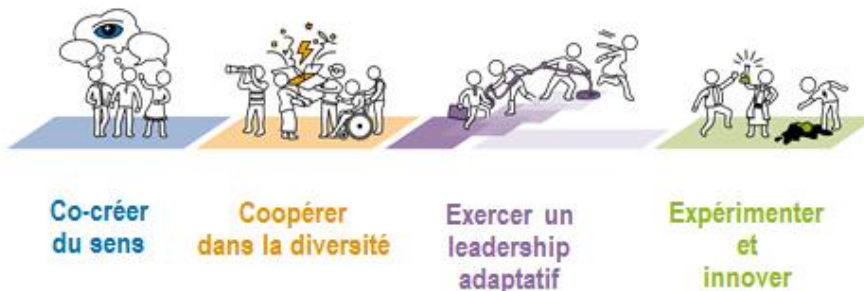 Co-créer
du sens
Coopérer
dans la diversité
Exercer un
leadership
adaptatif
Expérimenter
et
innover